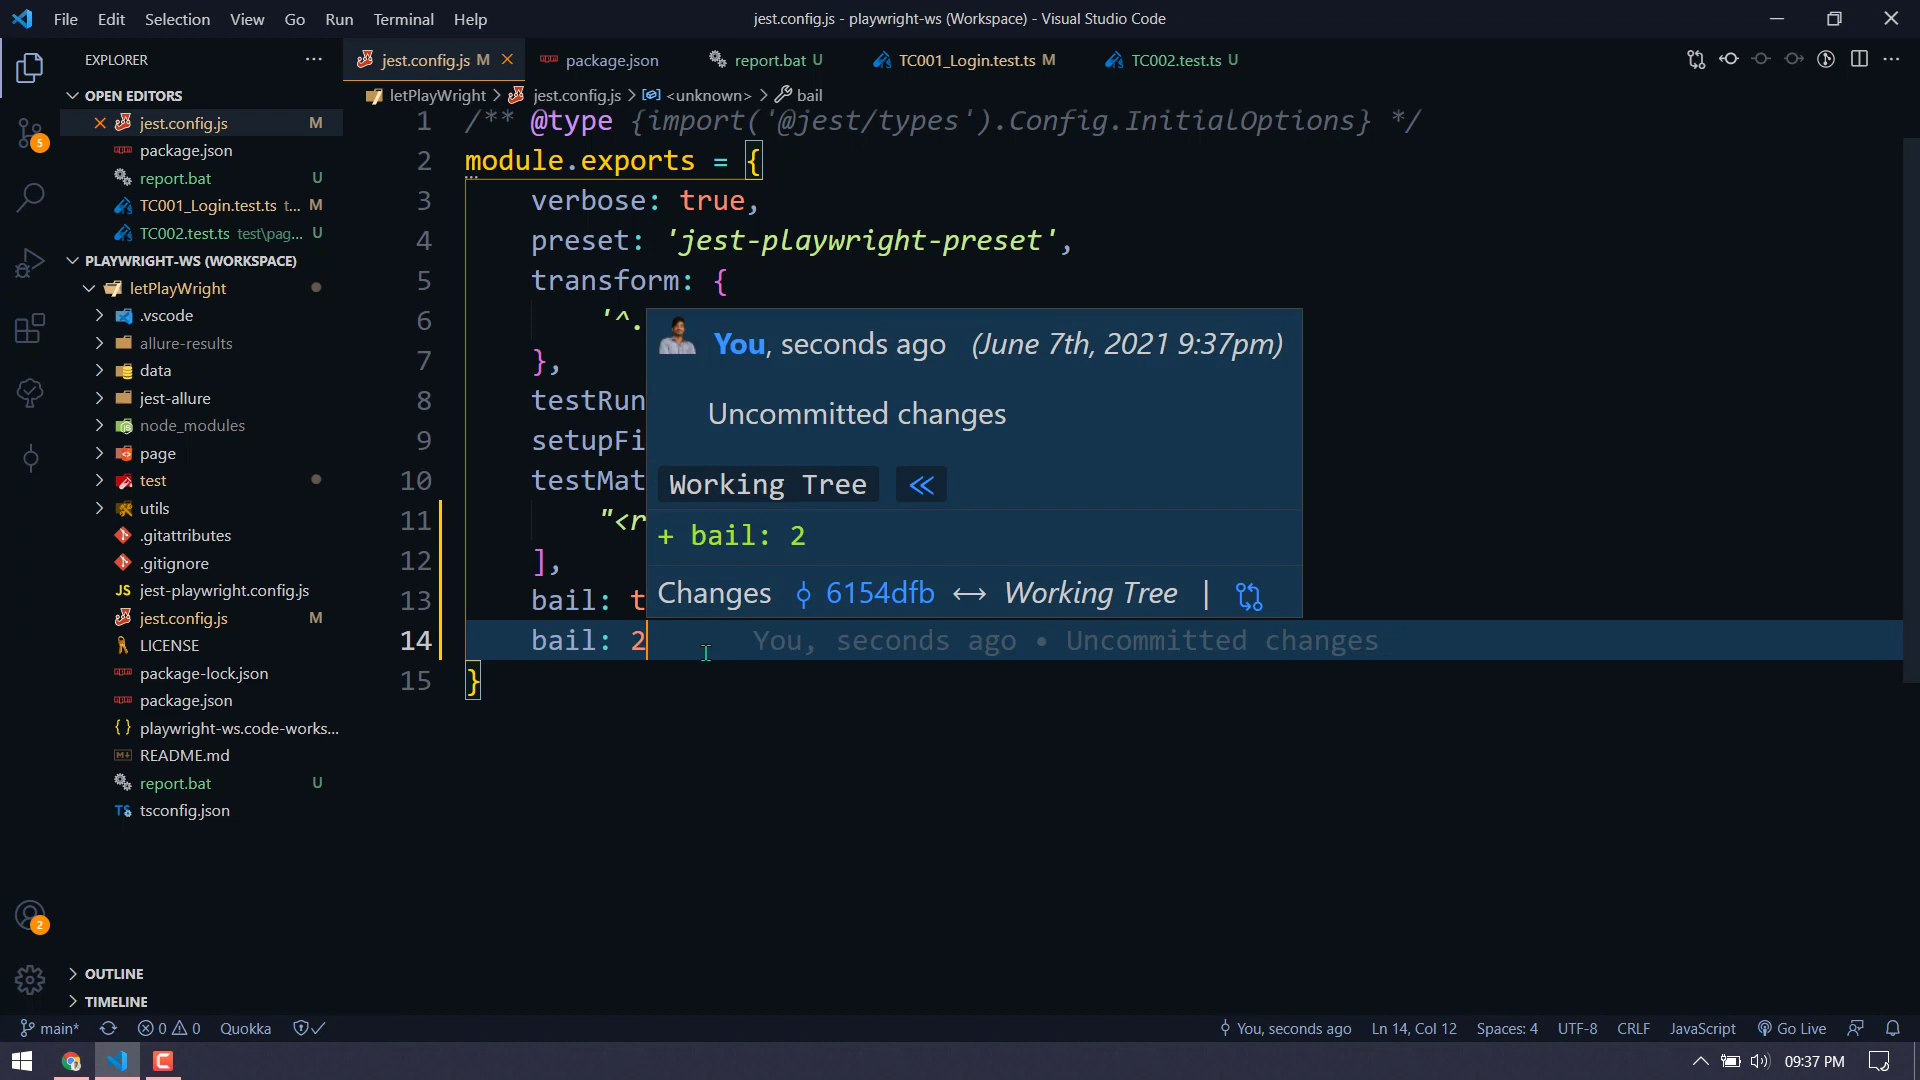 File Edit Selection View Go Run Terminal Help
jest.config.js - playwright-ws (Workspace) - Visual Studio Code
EXPLORER
OPEN EDITORS
jest.config.js M
package.json
report.bat U
TC001_Login.test.ts t... M
TC002.test.ts test\pag... U
PLAYWRIGHT-WS (WORKSPACE)
letPlayWright
.vscode
allure-results
data
jest-allure
node_modules
page
test
utils
.gitattributes
.gitignore
JS jest-playwright.config.js
jest.config.js M
LICENSE
package-lock.json
package.json
{ } playwright-ws.code-works...
README.md
report.bat U
TS tsconfig.json
OUTLINE
TIMELINE
5
2
jest.config.js M package.json report.bat U TC001_Login.test.ts M TC002.test.ts U
letPlayWright > jest.config.js > <unknown> > bail
1 /** @type {import('@jest/types').Config.InitialOptions} */
2 module.exports = {
3 verbose: true,
4 preset: 'jest-playwright-preset',
5 transform: {
6 '^.
7 },
8 testRun
9 setupFi
10 testMat
11 "<r
12 ],
13 bail: t
14 bail: 2 You, seconds ago • Uncommitted changes
15 }
You, seconds ago (June 7th, 2021 9:37pm)
Uncommitted changes
Working Tree
+ bail: 2
Changes 6154dfb ⟷ Working Tree |
main* 0 0 Quokka
You, seconds ago Ln 14, Col 12 Spaces: 4 UTF-8 CRLF JavaScript Go Live
09:37 PM